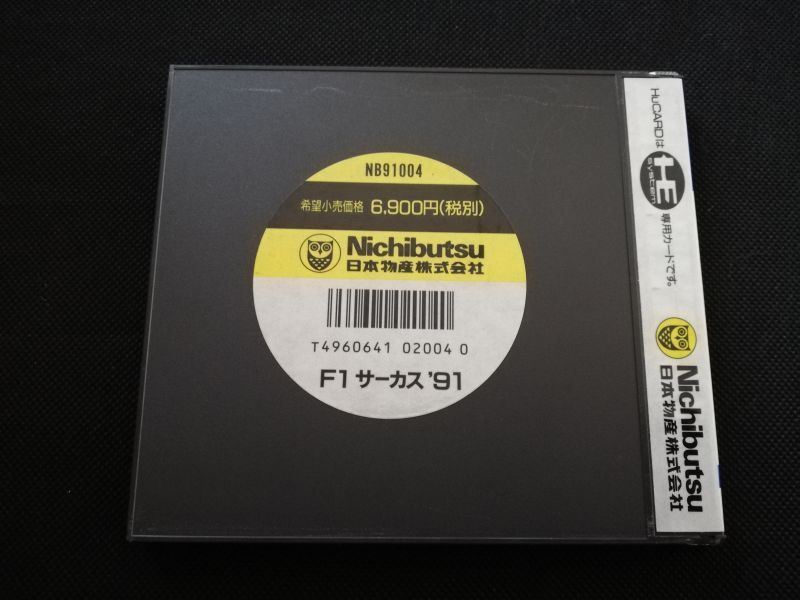 NB91004
希望小売価格 6,900円(税別)
Nichibutsu
日本物産株式会社
T4960641 02004 0
F1 サーカス '91
HuCARDは
HE
system
専用カードです。
Nichibutsu
日本物産株式会社